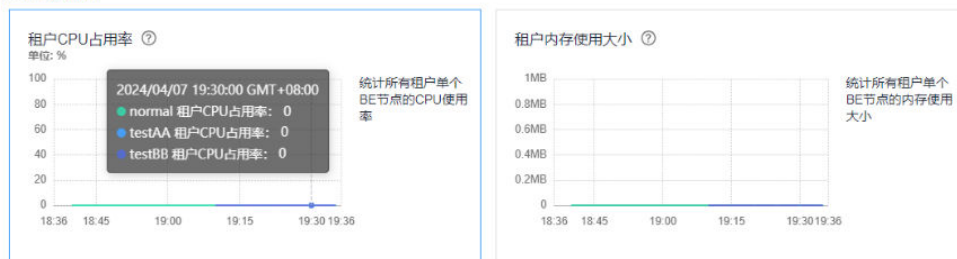 租户CPU占用率 ?
单位: %
100
80
60
40
20
0
18:36 18:45 19:00 19:15 19:30 19:36
2024/04/07 19:30:00 GMT+08:00
normal 租户CPU占用率: 0
testAA 租户CPU占用率: 0
testBB 租户CPU占用率: 0
统计所有租户单个
BE节点的CPU使用
率
租户内存使用大小 ?
1MB
0.8MB
0.6MB
0.4MB
0.2MB
0
18:36 18:45 19:00 19:15 19:30 19:36
统计所有租户单个
BE节点的内存使用
大小